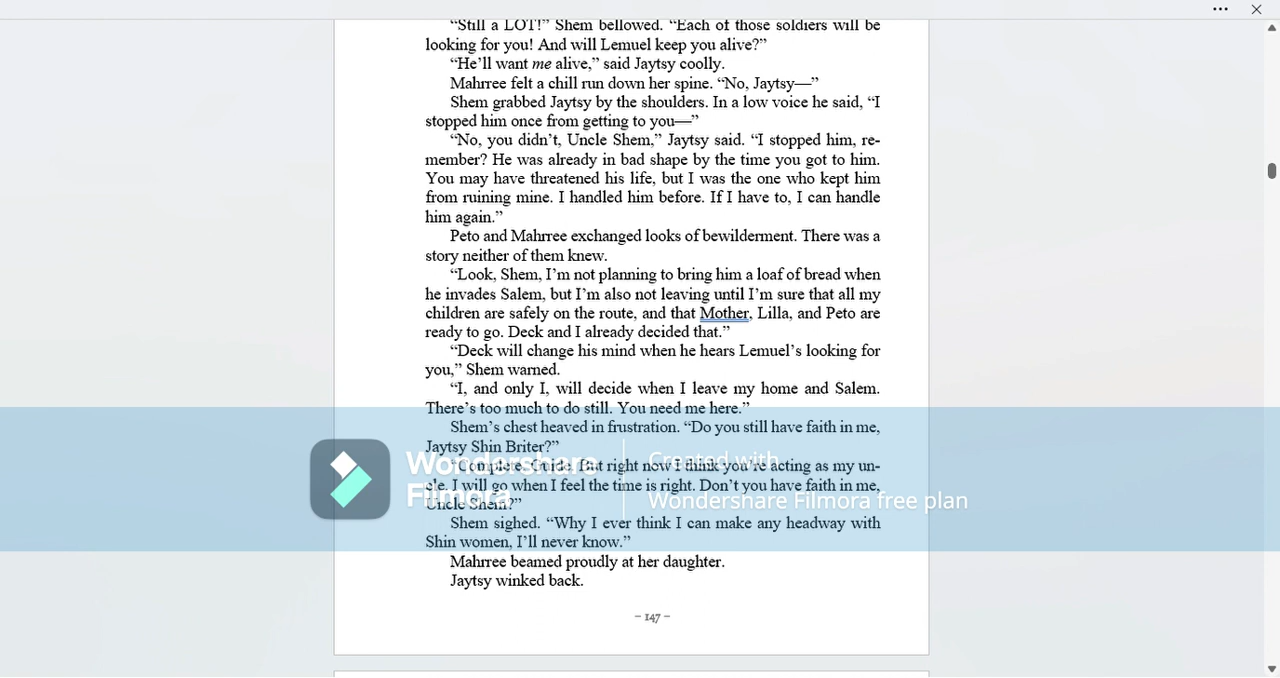 “Still a LOT!” Shem bellowed. “Each of those soldiers will be
looking for you! And will Lemuel keep you alive?”
“He’ll want me alive,” said Jaytsy coolly.
Mahrree felt a chill run down her spine. “No, Jaytsy—”
Shem grabbed Jaytsy by the shoulders. In a low voice he said, “I
stopped him once from getting to you—”
“No, you didn’t, Uncle Shem,” Jaytsy said. “I stopped him, re-
member? He was already in bad shape by the time you got to him.
You may have threatened his life, but I was the one who kept him
from ruining mine. I handled him before. If I have to, I can handle
him again.”
Peto and Mahrree exchanged looks of bewilderment. There was a
story neither of them knew.
“Look, Shem, I’m not planning to bring him a loaf of bread when
he invades Salem, but I’m also not leaving until I’m sure that all my
children are safely on the route, and that Mother, Lilla, and Peto are
ready to go. Deck and I already decided that.”
“Deck will change his mind when he hears Lemuel’s looking for
you,” Shem warned.
“I, and only I, will decide when I leave my home and Salem.
There’s too much to do still. You need me here.”
Shem’s chest heaved in frustration. “Do you still have faith in me,
Jaytsy Shin Briter?”
“Complete, Guide. But right now I think you’re acting as my un-
cle. I will go when I feel the time is right. Don’t you have faith in me,
Uncle Shem?”
Shem sighed. “Why I ever think I can make any headway with
Shin women, I’ll never know.”
Mahrree beamed proudly at her daughter.
Jaytsy winked back.
– 147 –
Wondershare
Filmora
Created with
Wondershare Filmora free plan